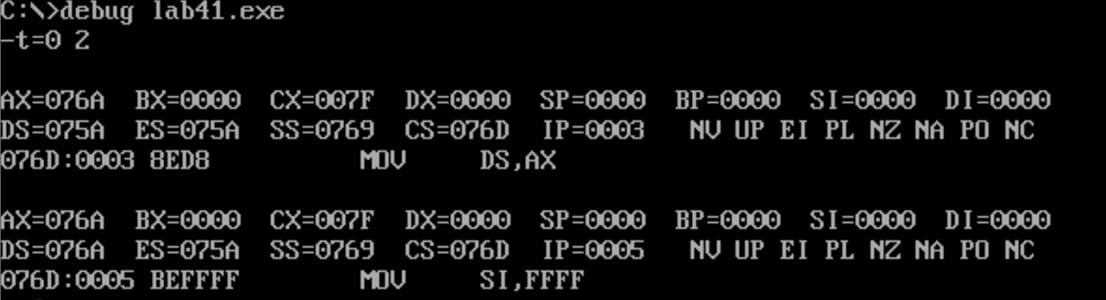 C:\>debug lab41.exe
-t=0 2
AX=076A BX=0000 CX=007F DX=0000 SP=0000 BP=0000 SI=0000 DI=0000
DS=075A ES=075A SS=0769 CS=076D IP=0003 NV UP EI PL NZ NA PO NC
076D:0003 8ED8 MOV DS,AX
AX=076A BX=0000 CX=007F DX=0000 SP=0000 BP=0000 SI=0000 DI=0000
DS=076A ES=075A SS=0769 CS=076D IP=0005 NV UP EI PL NZ NA PO NC
076D:0005 BEFFFF MOV SI,FFFF